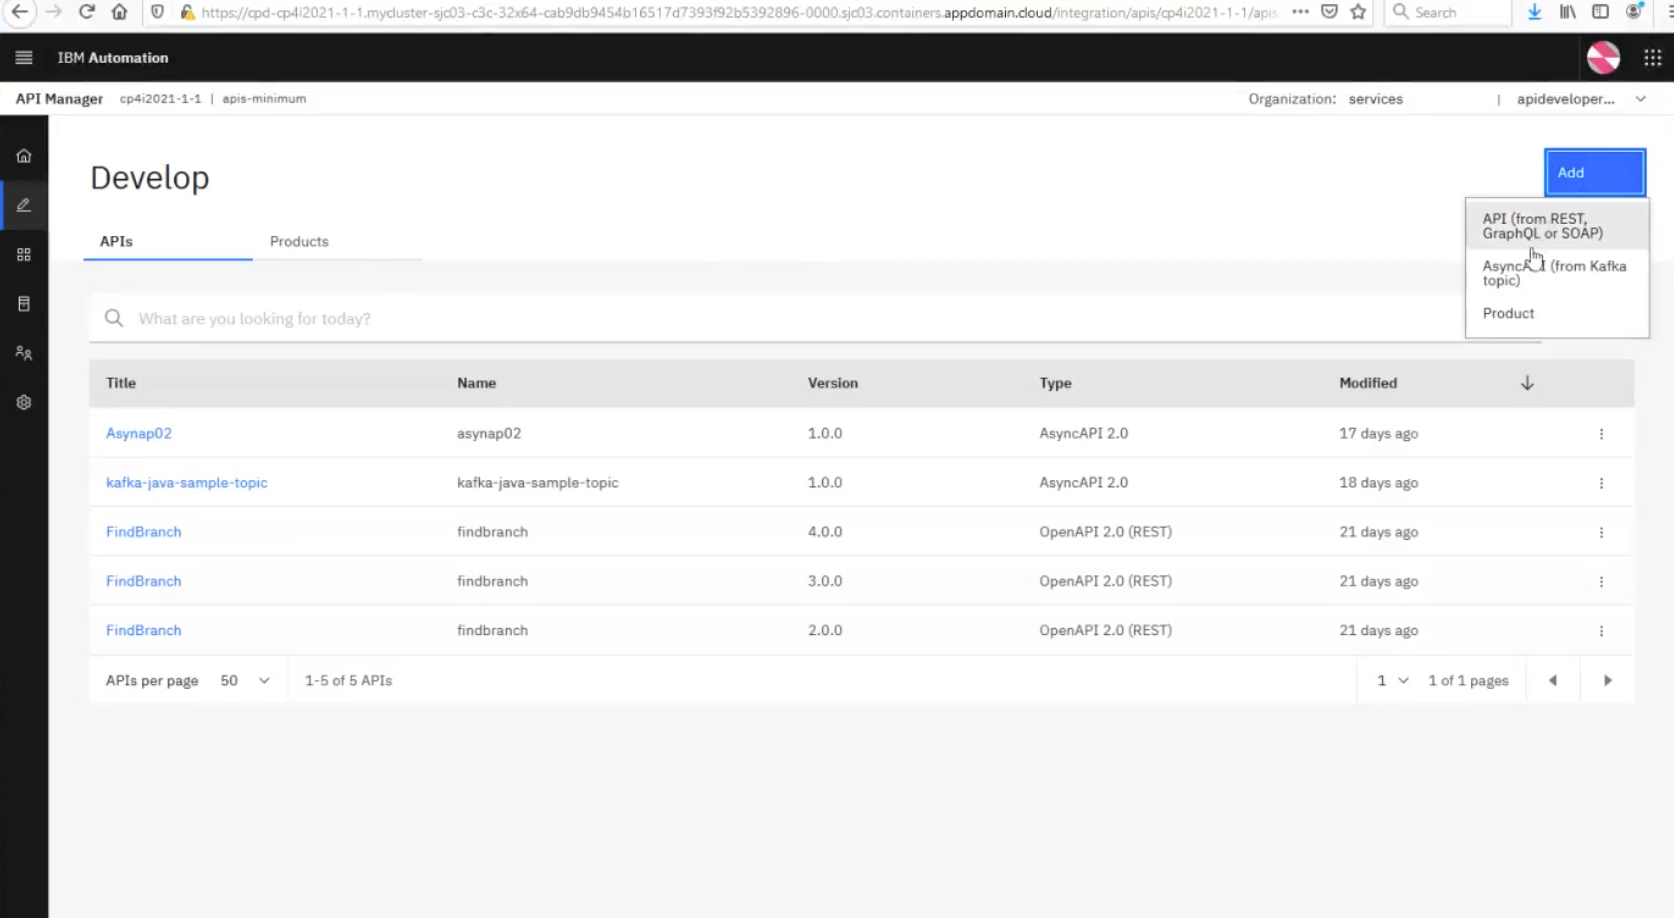 https://cpd-cp4i2021-1-1.mycluster-sjc03-c3c-32x64-cab9db9454b16517d7393f92b5392896-0000.sjc03.containers.appdomain.cloud/integration/apis/cp4i2021-1-1/apis
Search
IBM Automation
API Manager cp4i2021-1-1 | apis-minimum
Organization: services | apideveloper...
Develop
Add
API (from REST,
GraphQL or SOAP)
AsyncAPI (from Kafka
topic)
Product
APIs Products
What are you looking for today?
Title Name Version Type Modified
Asynap02 asynap02 1.0.0 AsyncAPI 2.0 17 days ago
kafka-java-sample-topic kafka-java-sample-topic 1.0.0 AsyncAPI 2.0 18 days ago
FindBranch findbranch 4.0.0 OpenAPI 2.0 (REST) 21 days ago
FindBranch findbranch 3.0.0 OpenAPI 2.0 (REST) 21 days ago
FindBranch findbranch 2.0.0 OpenAPI 2.0 (REST) 21 days ago
APIs per page 50 1-5 of 5 APIs 1 1 of 1 pages